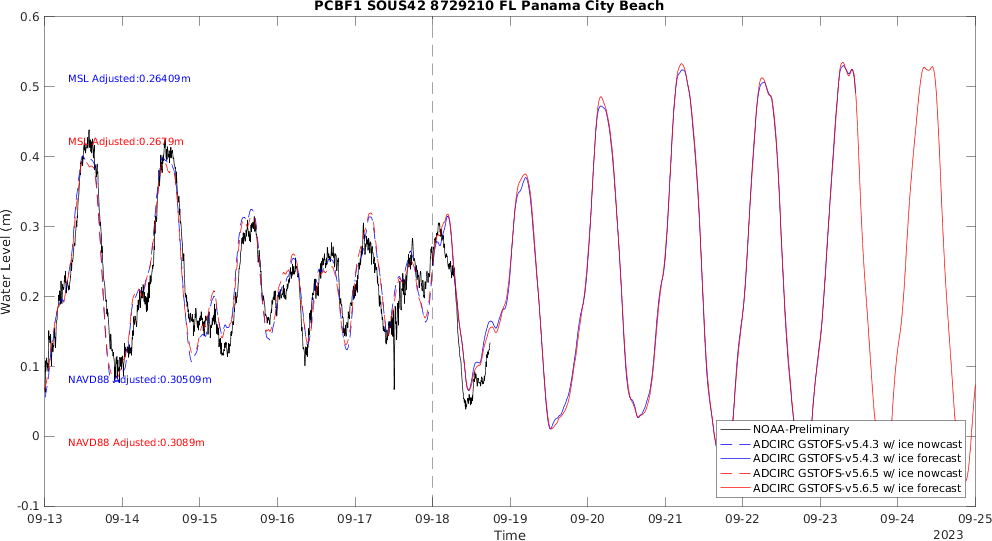 PCBF1 SOUS42 8729210 FL Panama City Beach
0.6
0.5
0.4
0.3
0.2
0.1
0
-0.1
Water Level (m)
MSL Adjusted:0.26409m
MSL Adjusted:0.2679m
NAVD88 Adjusted:0.30509m
NAVD88 Adjusted:0.3089m
NOAA-Preliminary
ADCIRC GSTOFS-v5.4.3 w/ ice nowcast
ADCIRC GSTOFS-v5.4.3 w/ ice forecast
ADCIRC GSTOFS-v5.6.5 w/ ice nowcast
ADCIRC GSTOFS-v5.6.5 w/ ice forecast
09-13 09-14 09-15 09-16 09-17 09-18 09-19 09-20 09-21 09-22 09-23 09-24 09-25
Time
2023